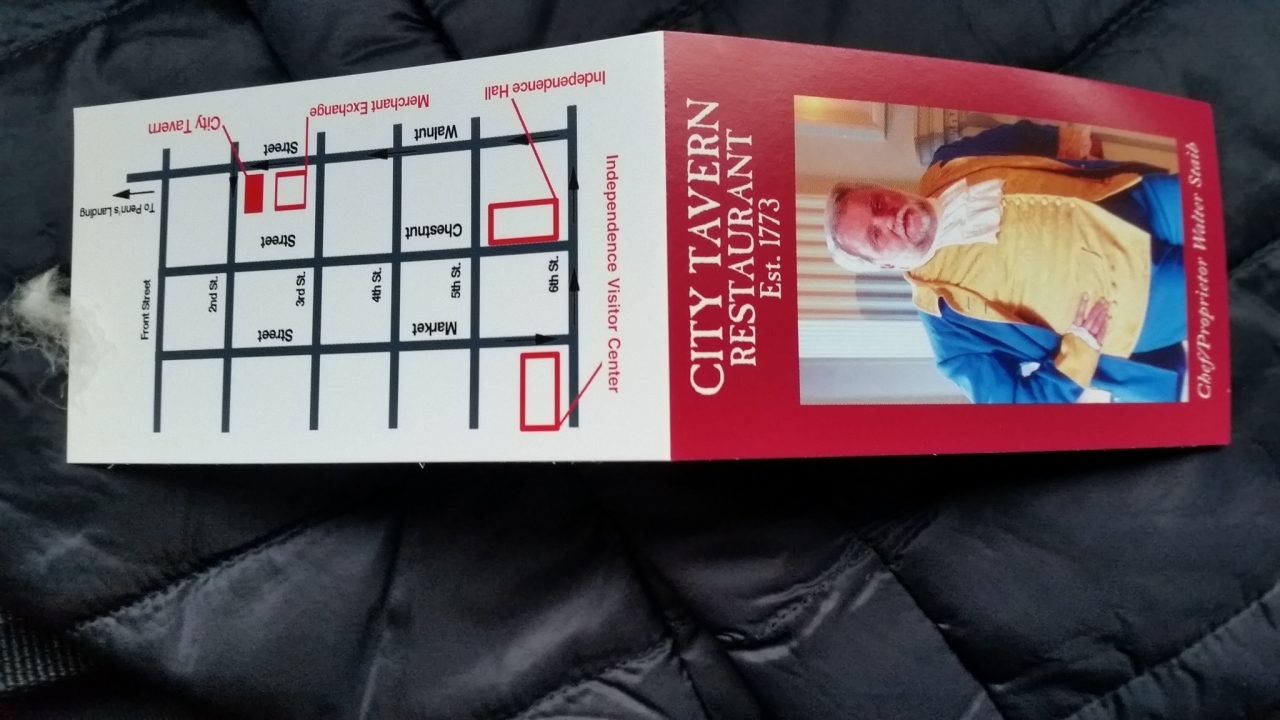 CITY TAVERN
RESTAURANT
Est. 1773
Chef/Proprietor Walter Staib
Independence Visitor Center
Independence Hall
Merchant Exchange
City Tavern
To Penn's Landing
Walnut Street
Chestnut Street
Market Street
Front Street
2nd St.
3rd St.
4th St.
5th St.
6th St.